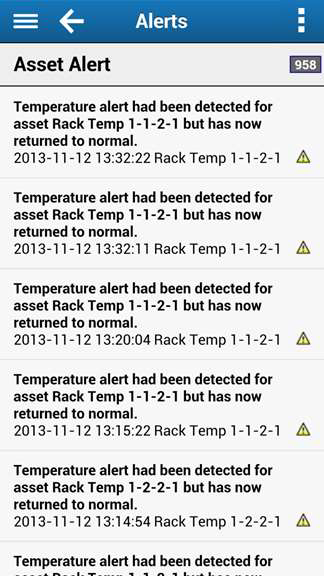 Alerts
Asset Alert 958
Temperature alert had been detected for
asset Rack Temp 1-1-2-1 but has now
returned to normal.
2013-11-12 13:32:22 Rack Temp 1-1-2-1
Temperature alert had been detected for
asset Rack Temp 1-1-2-1 but has now
returned to normal.
2013-11-12 13:32:11 Rack Temp 1-1-2-1
Temperature alert had been detected for
asset Rack Temp 1-1-2-1 but has now
returned to normal.
2013-11-12 13:20:04 Rack Temp 1-1-2-1
Temperature alert had been detected for
asset Rack Temp 1-1-2-1 but has now
returned to normal.
2013-11-12 13:15:22 Rack Temp 1-1-2-1
Temperature alert had been detected for
asset Rack Temp 1-2-2-1 but has now
returned to normal.
2013-11-12 13:14:54 Rack Temp 1-2-2-1
Temperature alert had been detected for